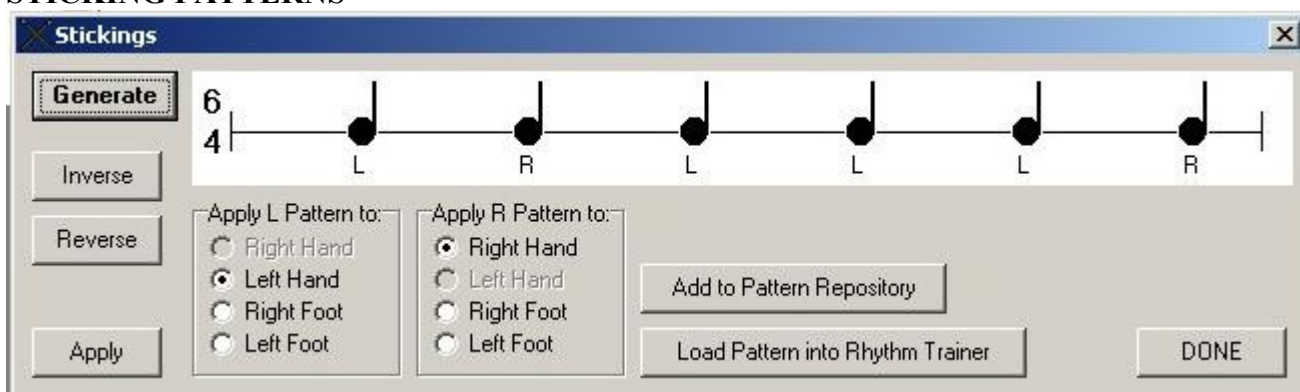 STICKING PATTERNS
Stickings
Generate
Inverse
Reverse
Apply
6
4
L R L L L R
Apply L Pattern to:
Right Hand
Left Hand
Right Foot
Left Foot
Apply R Pattern to:
Right Hand
Left Hand
Right Foot
Left Foot
Add to Pattern Repository
Load Pattern into Rhythm Trainer
DONE